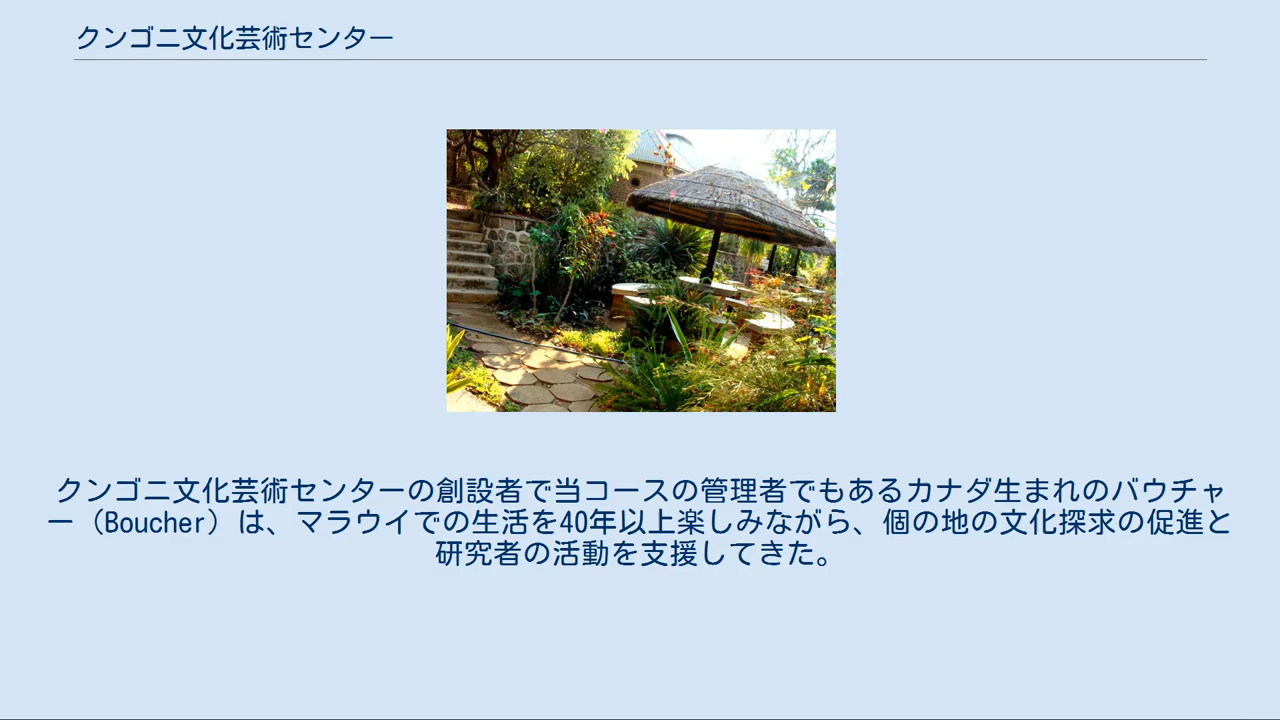 クンゴニ文化芸術センター
クンゴニ文化芸術センターの創設者で当コースの管理者でもあるカナダ生まれのバウチャ
ー（Boucher）は、マラウイでの生活を40年以上楽しみながら、個の地の文化探求の促進と
研究者の活動を支援してきた。